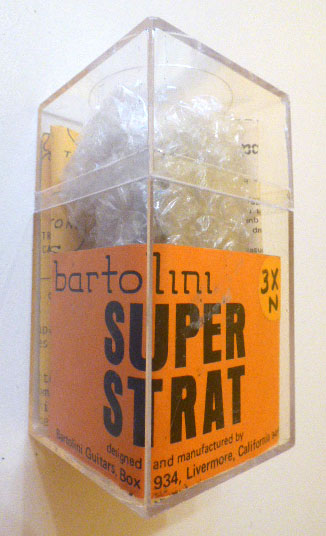 bartolini
3X
N
SUPER
STRAT
designed and manufactured by
Bartolini Guitars, Box 934, Livermore, California